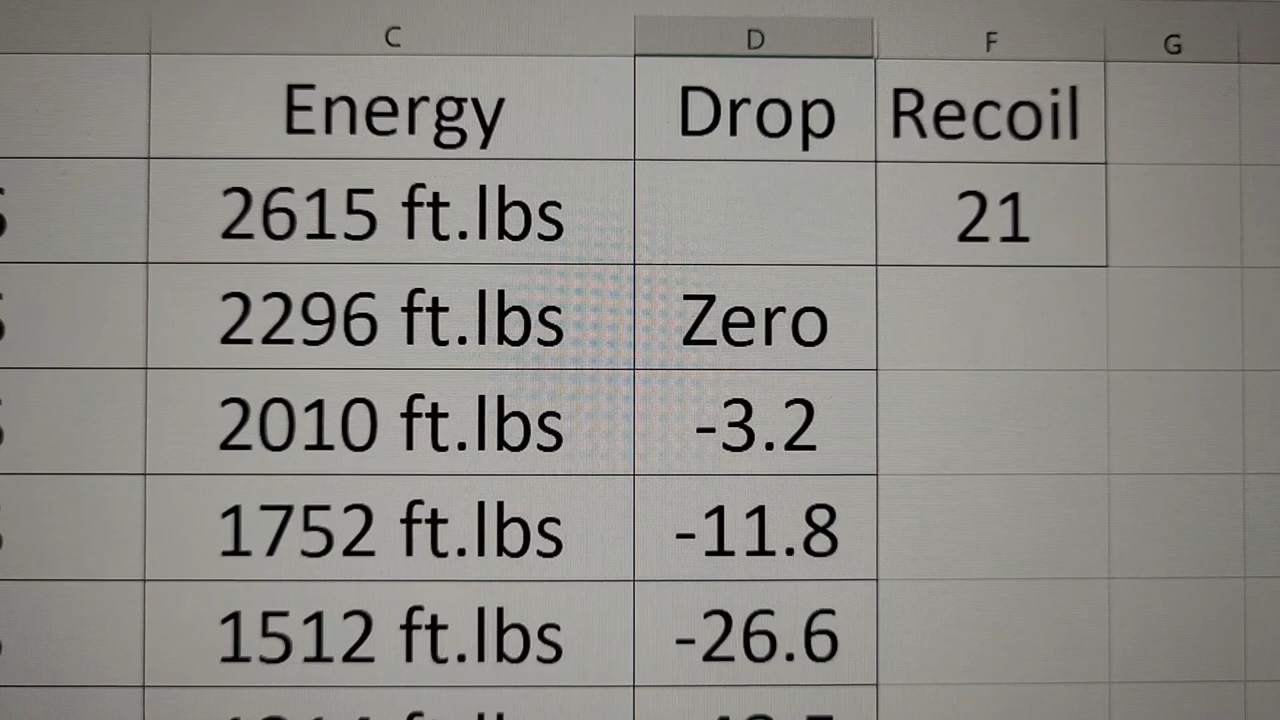 C D F G
Energy Drop Recoil
2615 ft.lbs 21
2296 ft.lbs Zero
2010 ft.lbs -3.2
1752 ft.lbs -11.8
1512 ft.lbs -26.6